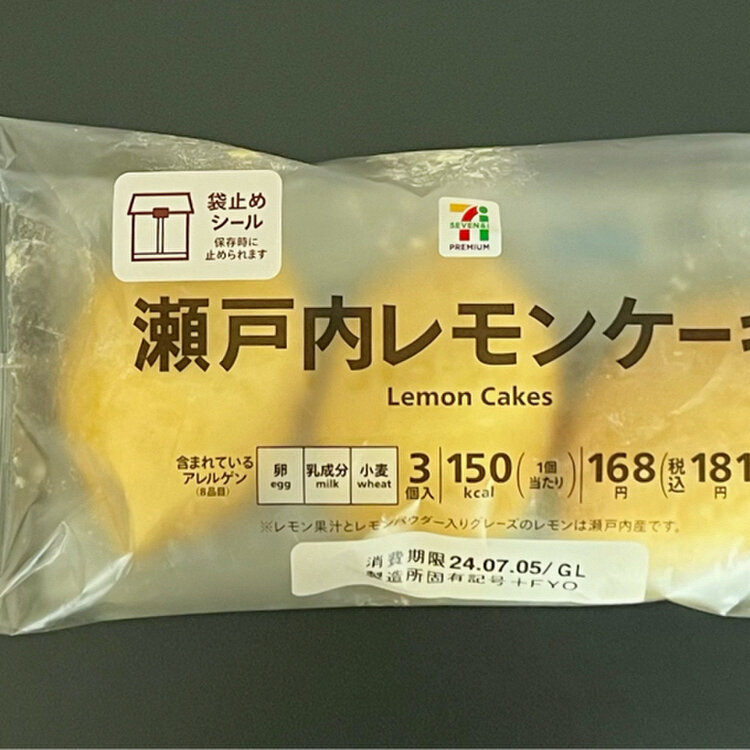 袋止め
シール
保存時に
止められます
SEVEN&i
PREMIUM
瀬戸内レモンケー
Lemon Cakes
含まれている
アレルゲン
(8品目)
卵
egg
乳成分
milk
小麦
wheat
3
個入
150
kcal
(1個
当たり)
168
円
(税
込
181
円
※レモン果汁とレモンパウダー入りグレーズのレモンは瀬戸内産です。
消費期限 24.07.05/GL
製造所固有記号 +FYO